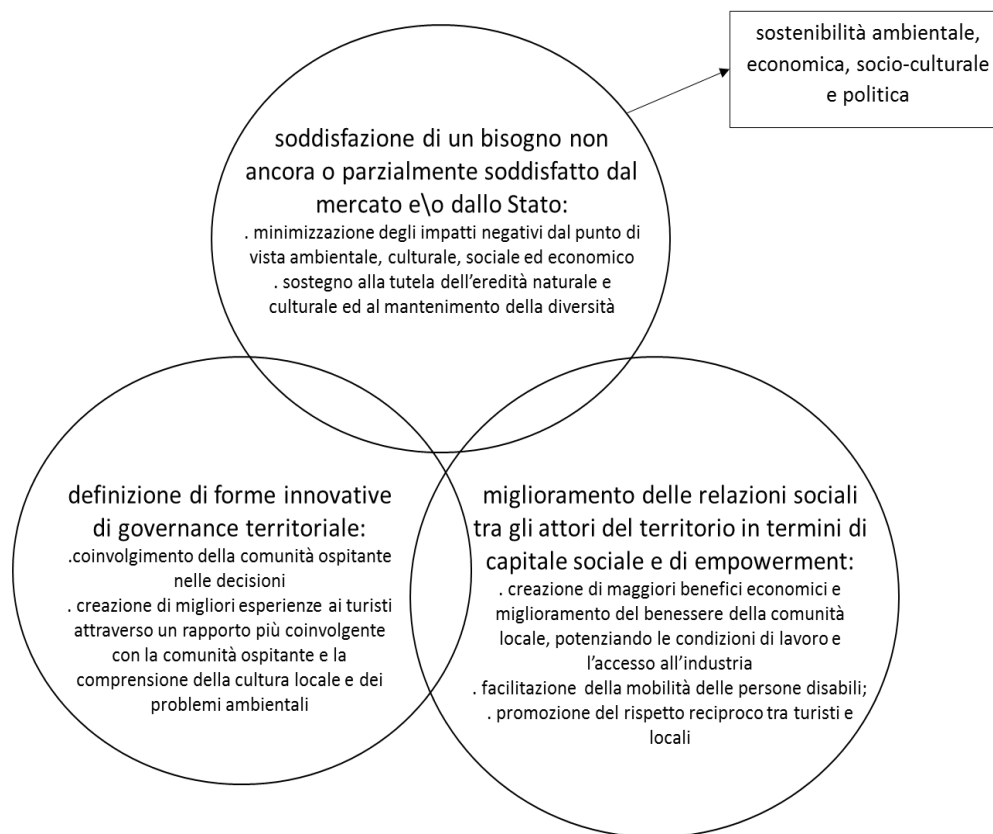 sostenibilità ambientale,
economica, socio-culturale
e politica
soddisfazione di un bisogno non
ancora o parzialmente soddisfatto dal
mercato e\o dallo Stato:
. minimizzazione degli impatti negativi dal punto di
vista ambientale, culturale, sociale ed economico
. sostegno alla tutela dell'eredità naturale e
culturale ed al mantenimento della diversità
definizione di forme innovative
di governance territoriale:
.coinvolgimento della comunità ospitante
nelle decisioni
. creazione di migliori esperienze ai turisti
attraverso un rapporto più coinvolgente
con la comunità ospitante e la
comprensione della cultura locale e dei
problemi ambientali
miglioramento delle relazioni sociali
tra gli attori del territorio in termini di
capitale sociale e di empowerment:
. creazione di maggiori benefici economici e
miglioramento del benessere della comunità
locale, potenziando le condizioni di lavoro e
l'accesso all'industria
. facilitazione della mobilità delle persone disabili;
. promozione del rispetto reciproco tra turisti e
locali